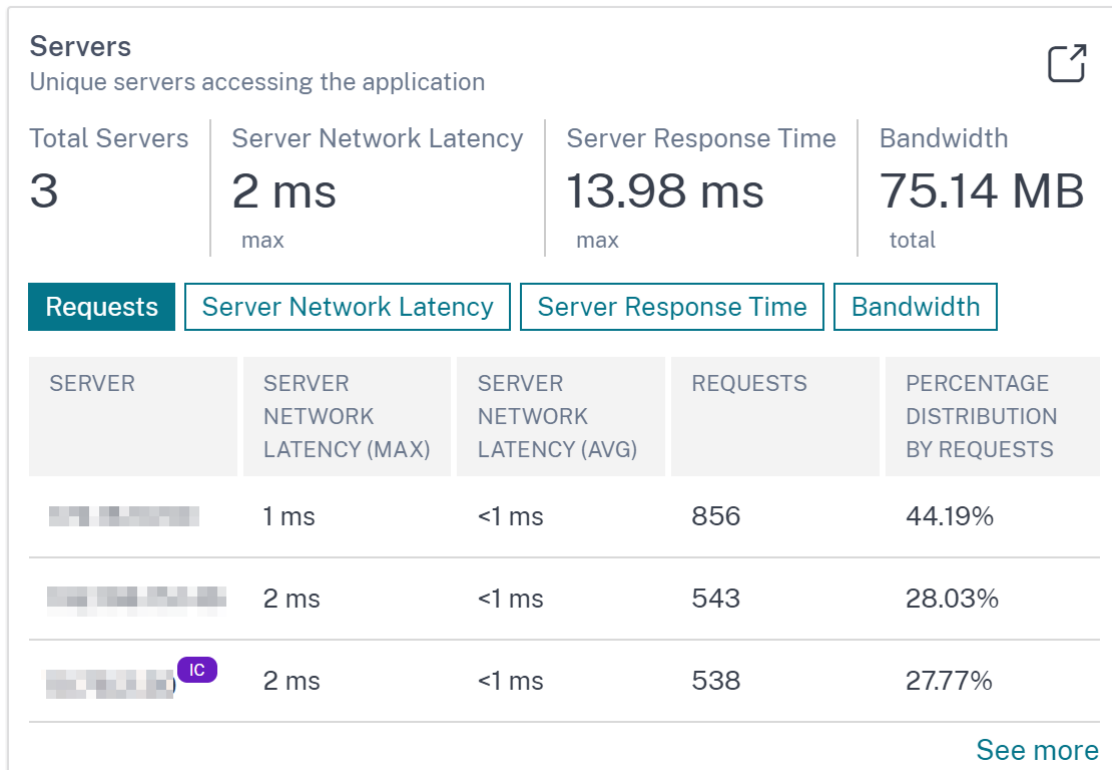 Servers
Unique servers accessing the application
Total Servers
3
Server Network Latency
2 ms
max
Server Response Time
13.98 ms
max
Bandwidth
75.14 MB
total
Requests Server Network Latency Server Response Time Bandwidth
SERVER
SERVER
NETWORK
LATENCY (MAX)
SERVER
NETWORK
LATENCY (AVG)
REQUESTS
PERCENTAGE
DISTRIBUTION
BY REQUESTS
1 ms <1 ms 856 44.19%
2 ms <1 ms 543 28.03%
IC
2 ms <1 ms 538 27.77%
See more